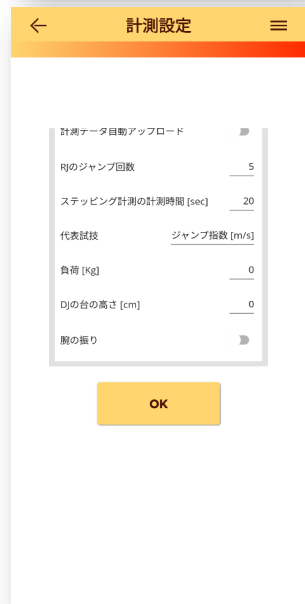 計測設定
計測データ自動アップロード
RJのジャンプ回数 5
ステッピング計測の計測時間 [sec] 20
代表試技 ジャンプ指数 [m/s]
負荷 [Kg] 0
DJの台の高さ [cm] 0
腕の振り
OK